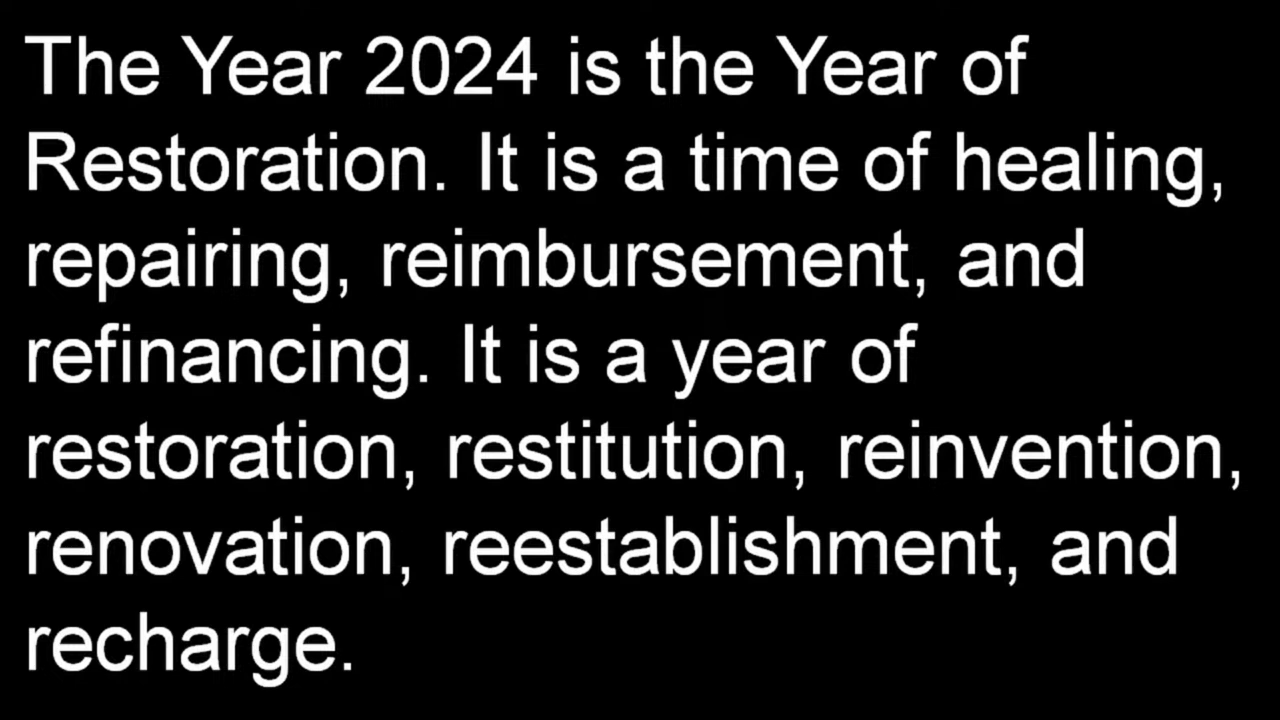 The Year 2024 is the Year of
Restoration. It is a time of healing,
repairing, reimbursement, and
refinancing. It is a year of
restoration, restitution, reinvention,
renovation, reestablishment, and
recharge.